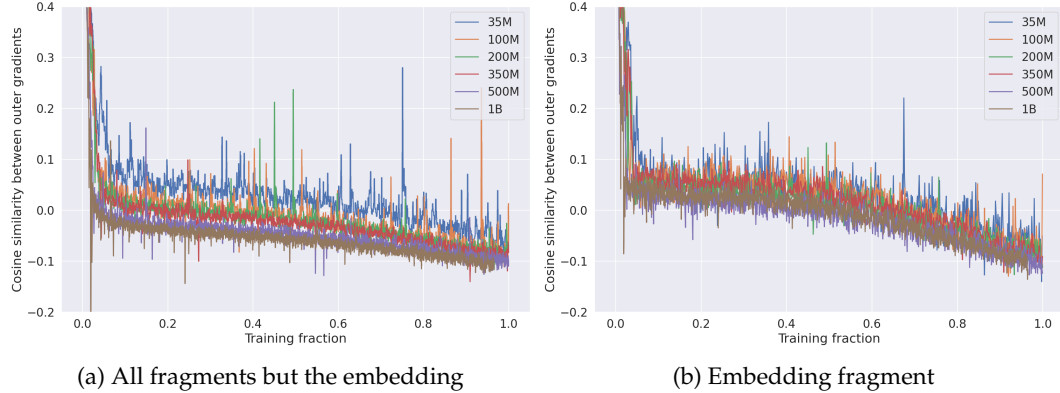 0.4
0.3
0.2
0.1
0.0
−0.1
−0.2
Cosine similarity between outer gradients
0.0 0.2 0.4 0.6 0.8 1.0
Training fraction
35M
100M
200M
350M
500M
1B
(a) All fragments but the embedding
0.4
0.3
0.2
0.1
0.0
−0.1
−0.2
Cosine similarity between outer gradients
0.0 0.2 0.4 0.6 0.8 1.0
Training fraction
35M
100M
200M
350M
500M
1B
(b) Embedding fragment